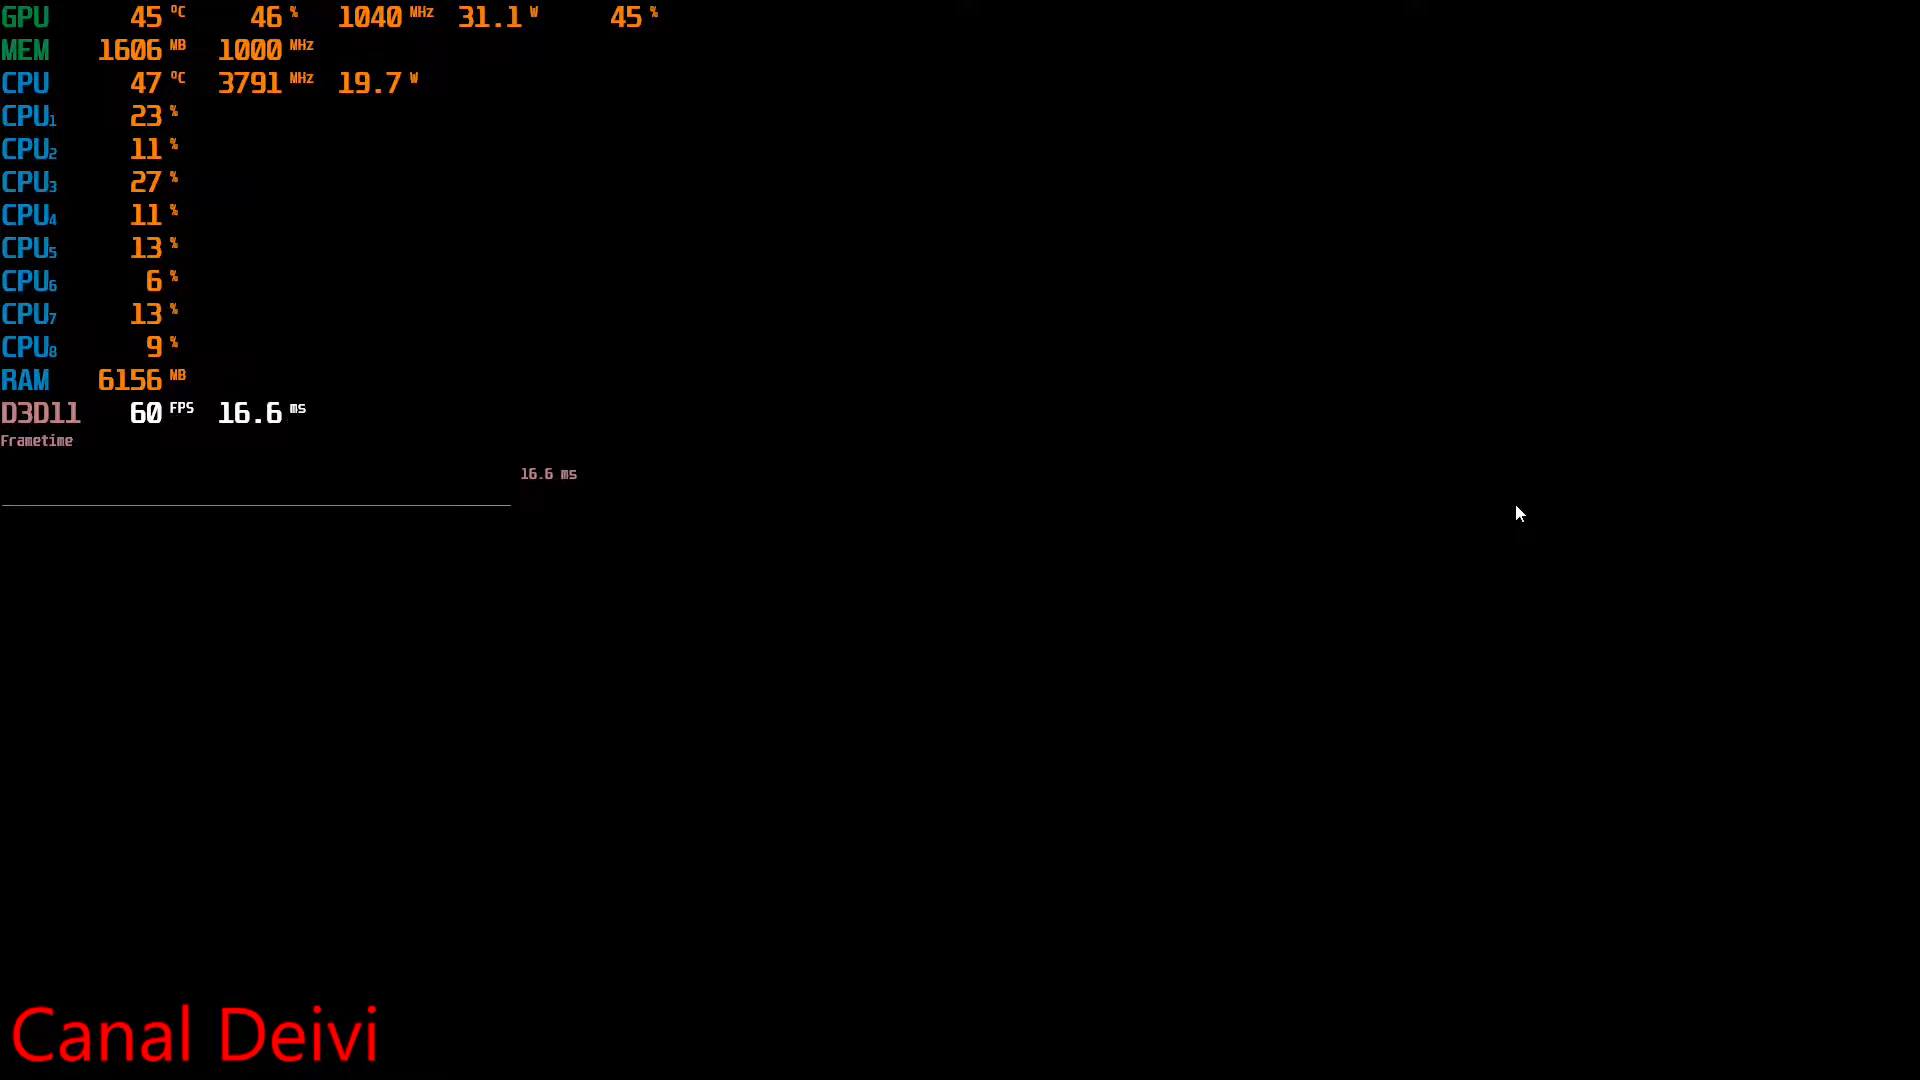 GPU 45 °C 46 % 1040 MHz 31.1 W 45 %
MEM 1606 MB 1000 MHz
CPU 47 °C 3791 MHz 19.7 W
CPU1 23 %
CPU2 11 %
CPU3 27 %
CPU4 11 %
CPU5 13 %
CPU6 6 %
CPU7 13 %
CPU8 9 %
RAM 6156 MB
D3D11 60 FPS 16.6 ms
Frametime
16.6 ms
Canal Deivi